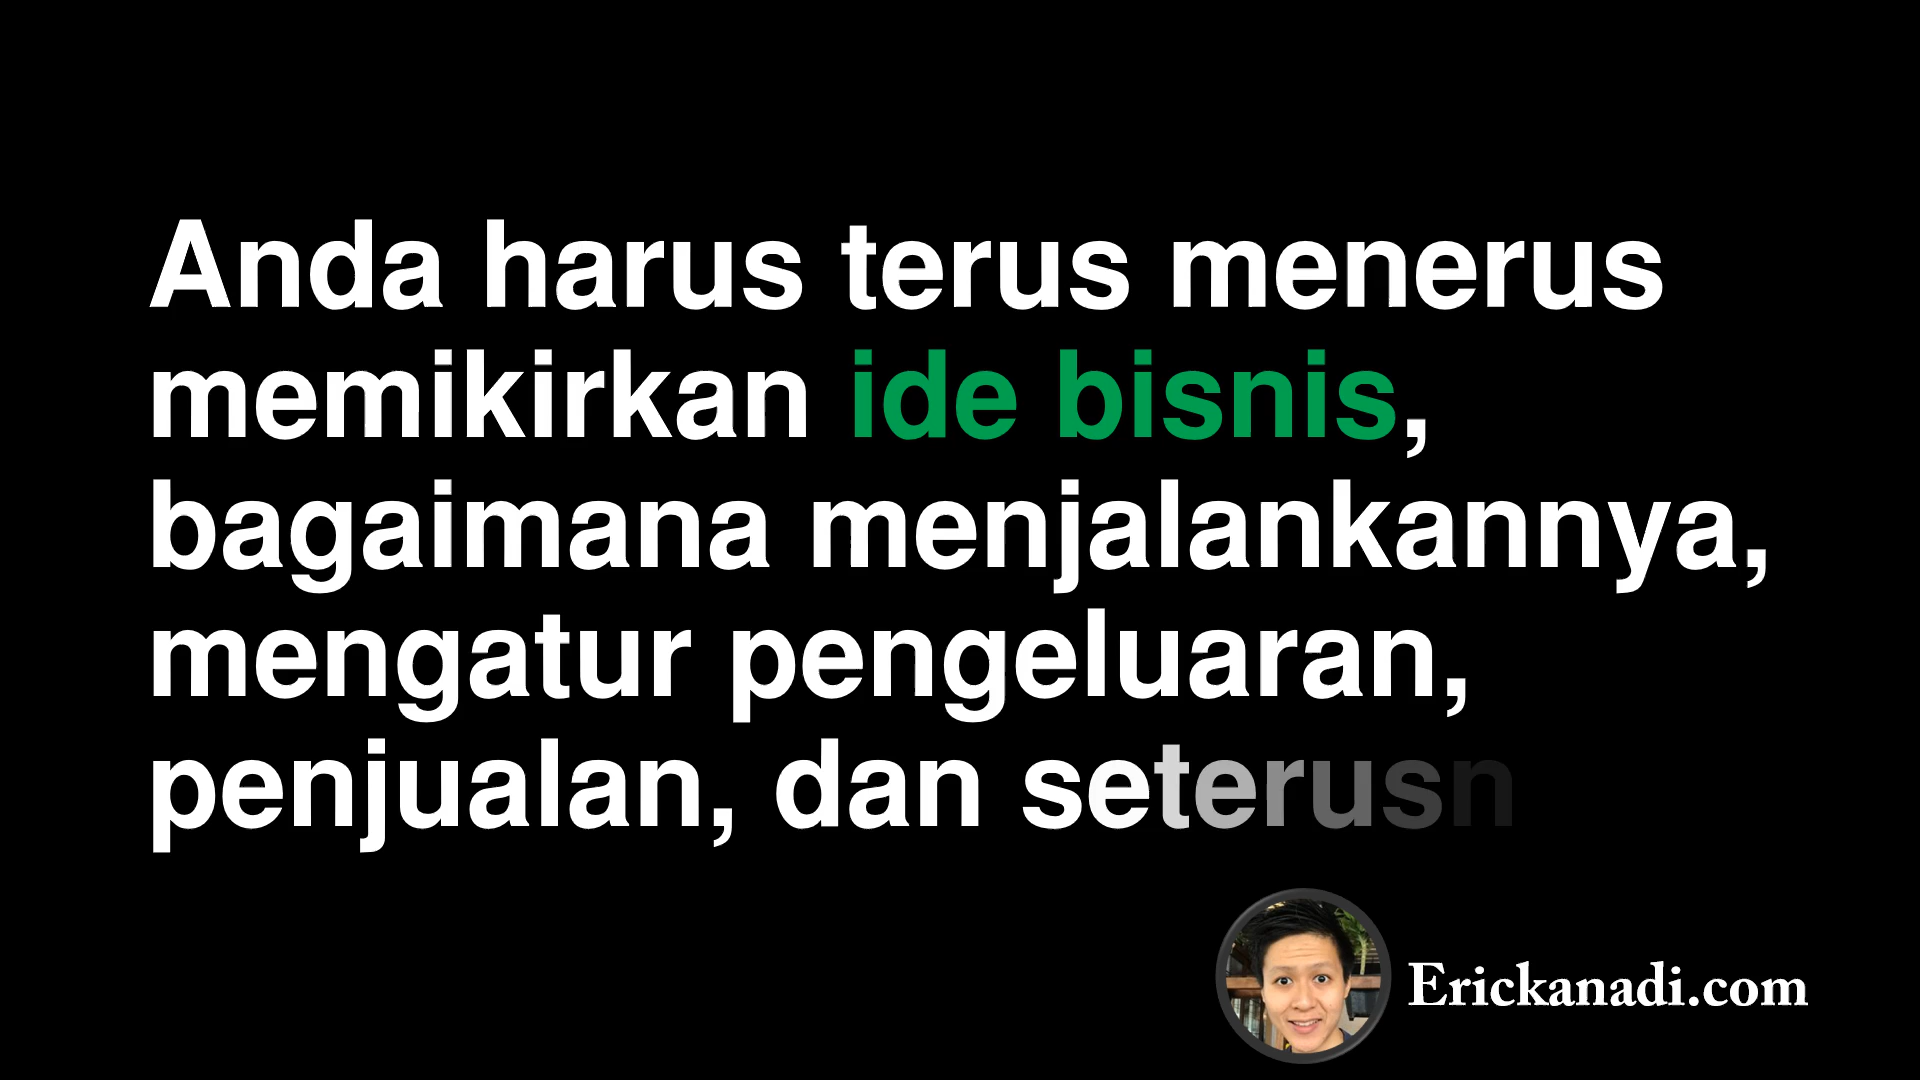 Anda harus terus menerus
memikirkan ide bisnis,
bagaimana menjalankannya,
mengatur pengeluaran,
penjualan, dan seterusn
Erickanadi.com